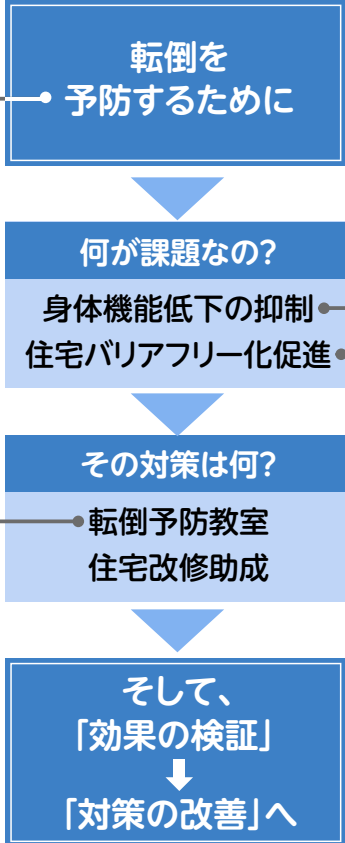 転倒を
予防するために
何が課題なの?
身体機能低下の抑制
住宅バリアフリー化促進
その対策は何?
転倒予防教室
住宅改修助成
そして、
「効果の検証」
「対策の改善」へ